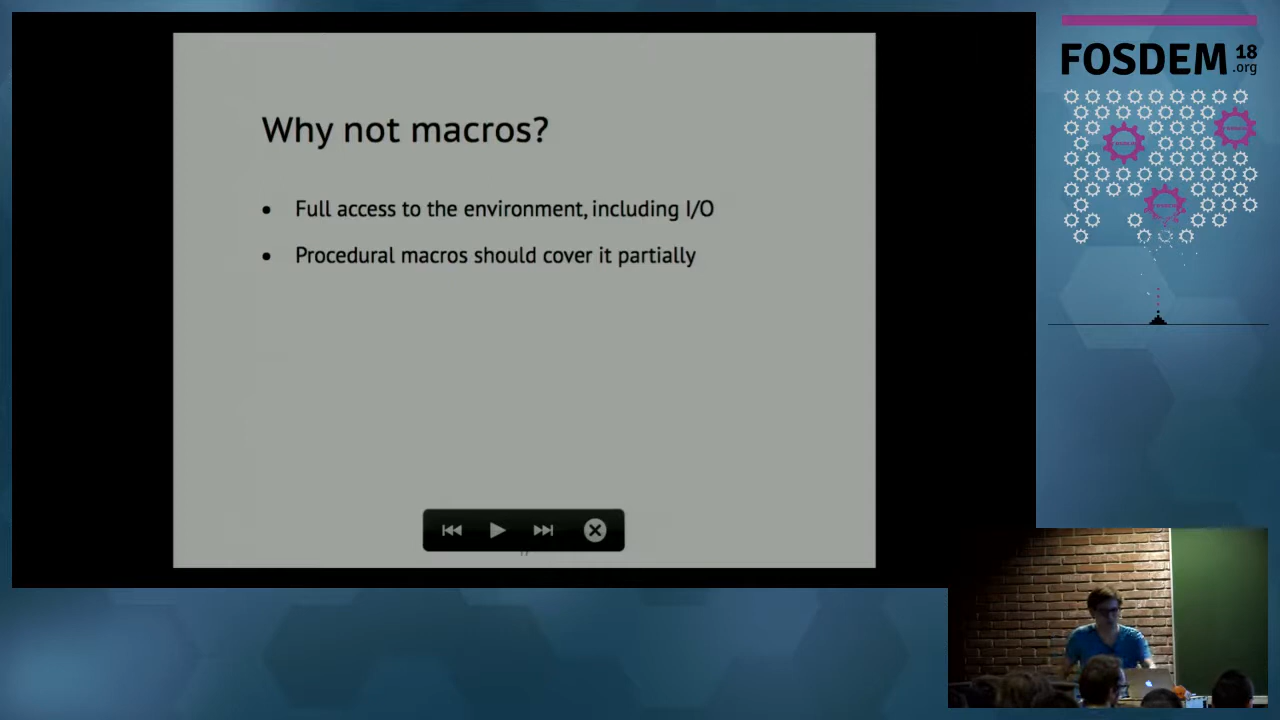 Why not macros?
• Full access to the environment, including I/O
• Procedural macros should cover it partially
FOSDEM 18
.org